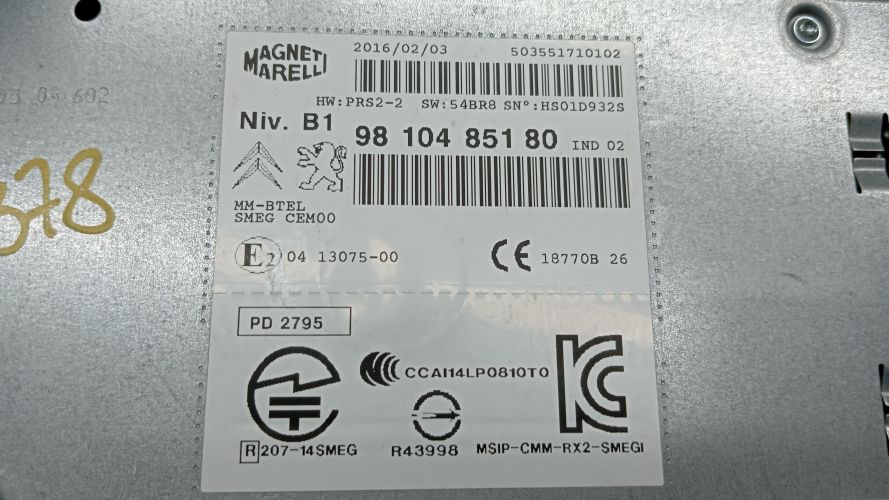 MAGNETI
MARELLI
2016/02/03 503551710102
HW:PRS2-2 SW:54BR8 SN°:HS01D932S
Niv. B1 98 104 851 80 IND 02
MM-BTEL
SMEG CEM00
E2 04 13075-00 CE 18770B 26
PD 2795
CCAI14LP0810T0
R 207-14SMEG R43998 MSIP-CMM-RX2-SMEGI
378